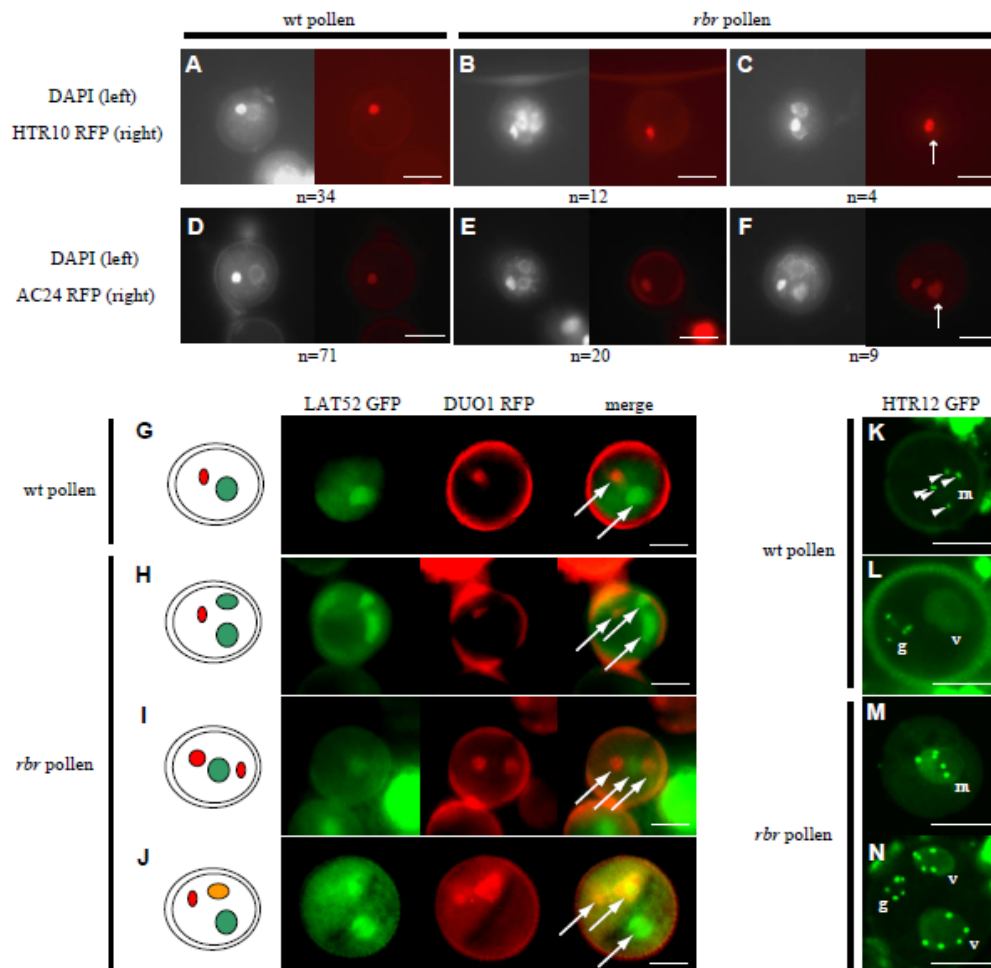 wt pollen rbr pollen
A B C
DAPI (left)
HTR10 RFP (right)
n=34 n=12 n=4
D E F
DAPI (left)
AC24 RFP (right)
n=71 n=20 n=9
LAT52 GFP DUO1 RFP merge HTR12 GFP
G
wt pollen
H
I
rbr pollen
J
K
m
wt pollen
L
g v
M
m
rbr pollen
N
v
g
v